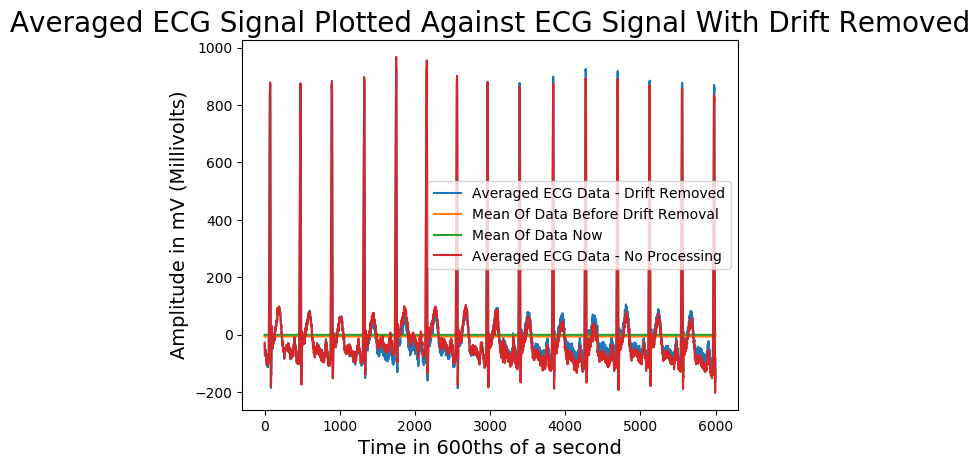 Averaged ECG Signal Plotted Against ECG Signal With Drift Removed
1000
800
600
400
200
0
−200
Amplitude in mV (Millivolts)
Averaged ECG Data - Drift Removed
Mean Of Data Before Drift Removal
Mean Of Data Now
Averaged ECG Data - No Processing
0 1000 2000 3000 4000 5000 6000
Time in 600ths of a second